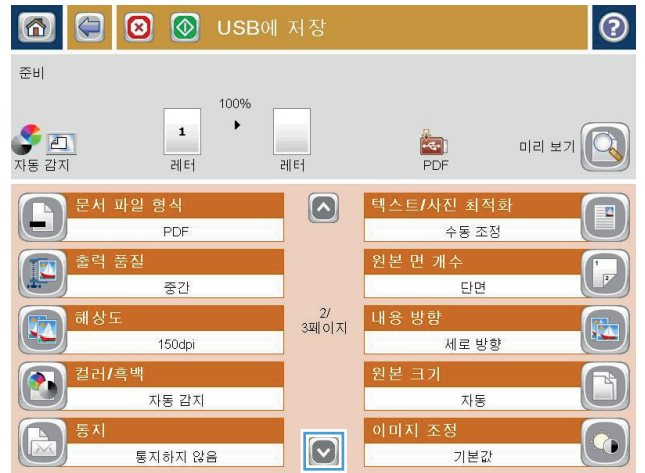 USB에 저장
?
준비
100%
1
자동 감지
레터
레터
PDF
미리 보기
문서 파일 형식
PDF
텍스트/사진 최적화
수동 조정
출력 품질
중간
원본 면 개수
단면
1
2
해상도
150dpi
2/
3페이지
내용 방향
세로 방향
컬러/흑백
자동 감지
원본 크기
자동
통지
통지하지 않음
이미지 조정
기본값